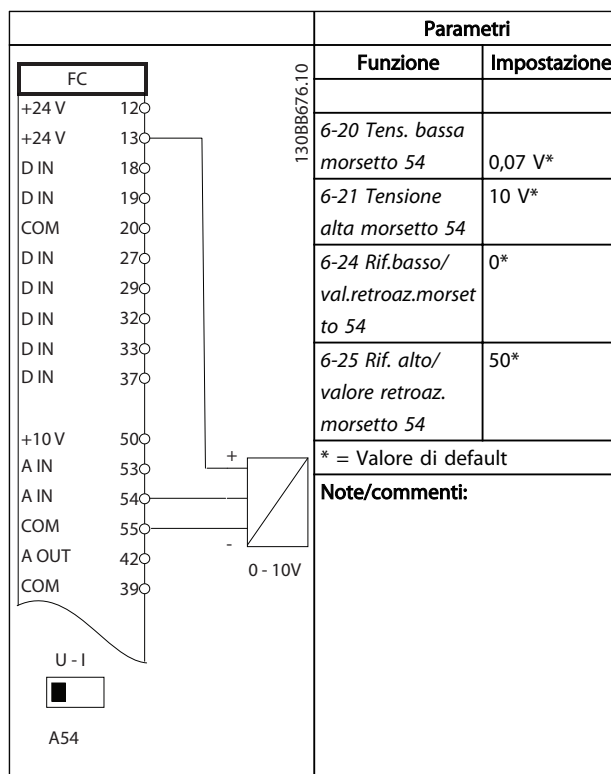 Parametri
Funzione Impostazione
6-20 Tens. bassa
morsetto 54 0,07 V*
6-21 Tensione 10 V*
alta morsetto 54
6-24 Rif.basso/ 0*
val.retroaz.morset
to 54
6-25 Rif. alto/ 50*
valore retroaz.
morsetto 54
* = Valore di default
Note/commenti:
FC
130BB676.10
+24 V 12
+24 V 13
D IN 18
D IN 19
COM 20
D IN 27
D IN 29
D IN 32
D IN 33
D IN 37
+10 V 50
A IN 53
A IN 54
COM 55
A OUT 42
COM 39
+
-
0 - 10V
U - I
A54